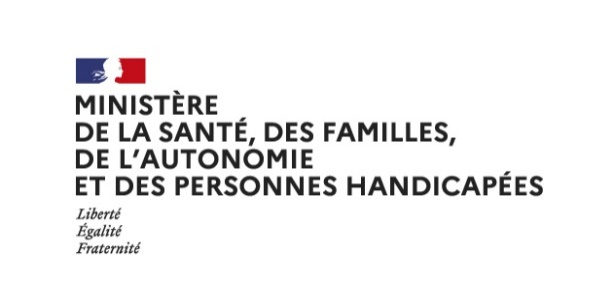 MINISTÈRE
DE LA SANTÉ, DES FAMILLES,
DE L’AUTONOMIE
ET DES PERSONNES HANDICAPÉES
Liberté
Égalité
Fraternité